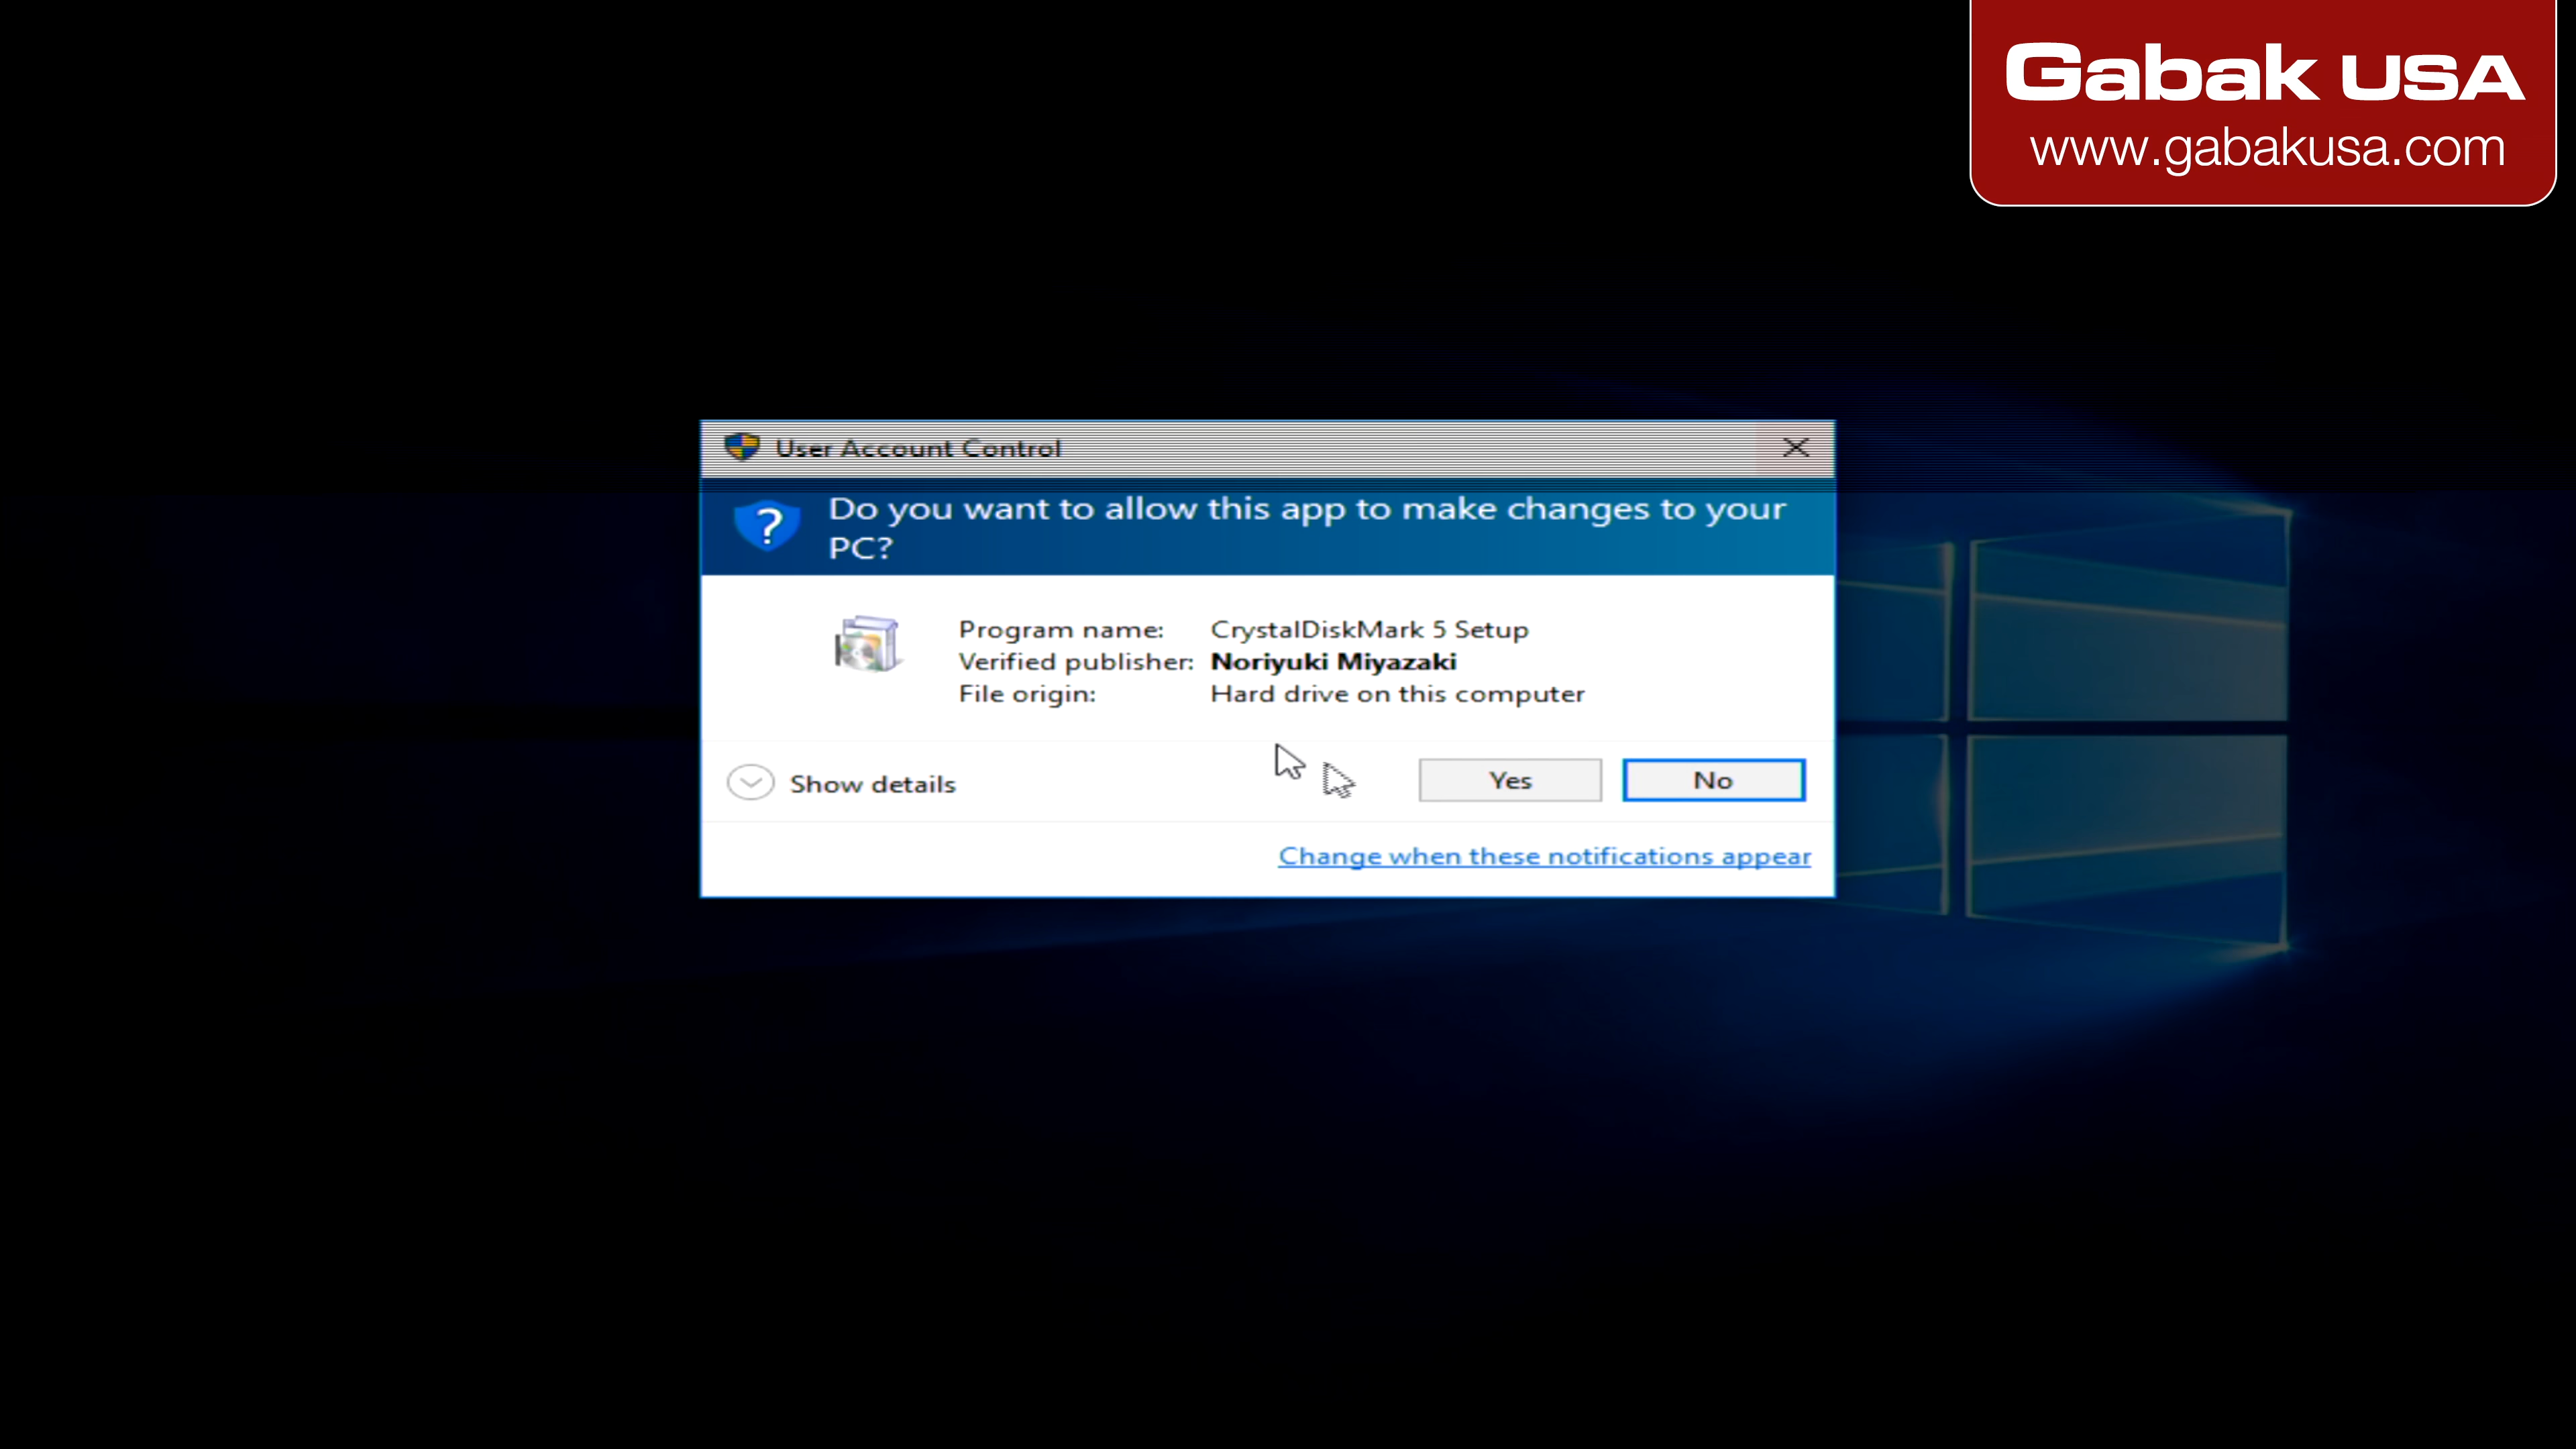 Gabak USA
www.gabakusa.com
User Account Control
Do you want to allow this app to make changes to your
PC?
Program name: CrystalDiskMark 5 Setup
Verified publisher: Noriyuki Miyazaki
File origin: Hard drive on this computer
Show details
Yes
No
Change when these notifications appear